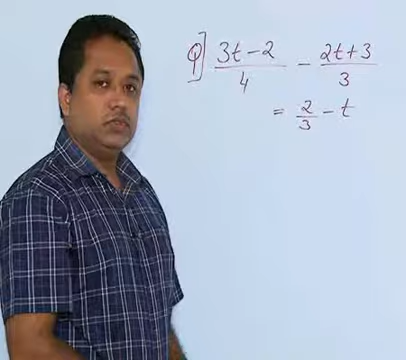 Q] (3t-2)/4 - (2t+3)/3
= 2/3 - t